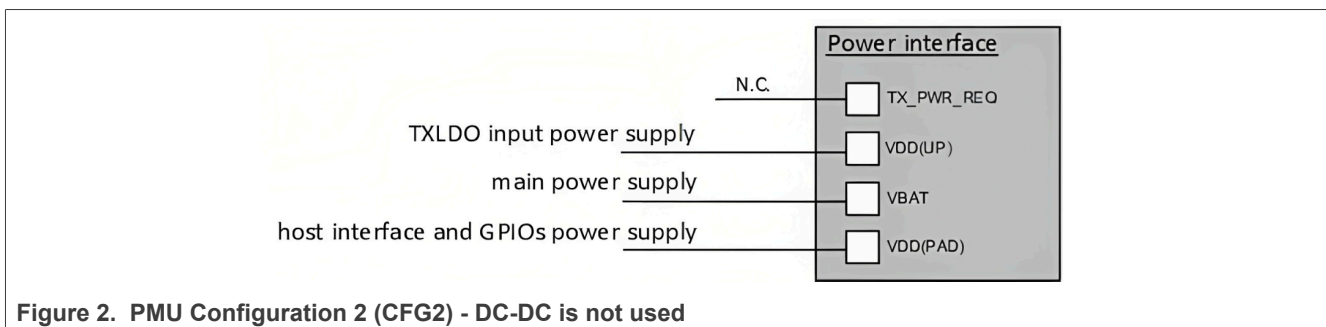 Power interface
N.C.
TX_PWR_REQ
TXLDO input power supply
VDD(UP)
main power supply
VBAT
host interface and GPIOs power supply
VDD(PAD)
Figure 2. PMU Configuration 2 (CFG2) - DC-DC is not used